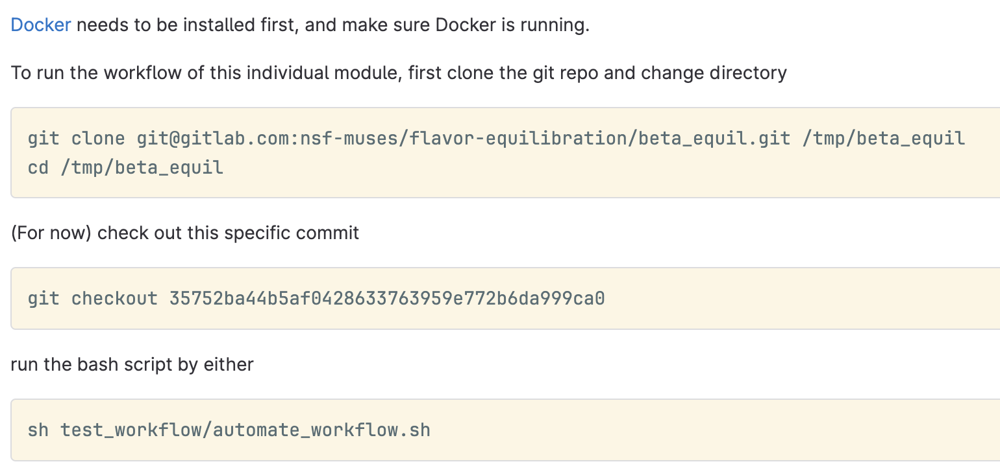 Docker needs to be installed first, and make sure Docker is running.
To run the workflow of this individual module, first clone the git repo and change directory
git clone git@gitlab.com:nsf-muses/flavor-equilibration/beta_equil.git /tmp/beta_equil
cd /tmp/beta_equil
(For now) check out this specific commit
git checkout 35752ba44b5af0428633763959e772b6da999ca0
run the bash script by either
sh test_workflow/automate_workflow.sh